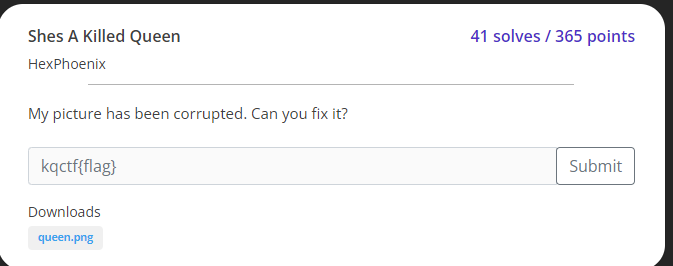 Shes A Killed Queen
41 solves / 365 points
HexPhoenix
My picture has been corrupted. Can you fix it?
kqctf{flag}
Submit
Downloads
queen.png